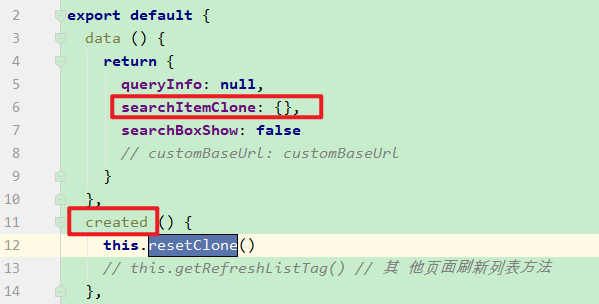 2 export default {
3 data () {
4 return {
5 queryInfo: null,
6 searchItemClone: {},
7 searchBoxShow: false
8 // customBaseUrl: customBaseUrl
9 }
10 },
11 created () {
12 this.resetClone()
13 // this.getRefreshListTag() // 其 他页面刷新列表方法
14 },